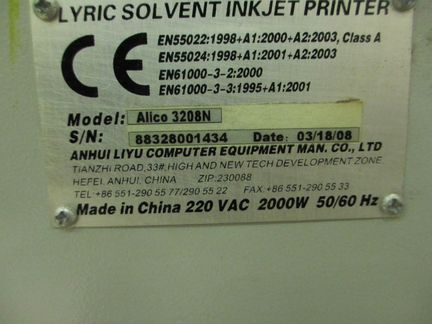 LYRIC SOLVENT INKJET PRINTER
CE
EN55022:1998+A1:2000+A2:2003, Class A
EN55024:1998+A1:2001+A2:2003
EN61000-3-2:2000
EN61000-3-3:1995+A1:2001
Model: Alico 3208N
S/N: 88328001434 Date: 03/18/08
ANHUI LIYU COMPUTER EQUIPMENT MAN. CO., LTD
TIANZHI ROAD,33#,HIGH AND NEW TECH DEVELOPMENT ZONE
HEFEI, ANHUI, CHINA ZIP:230088
TEL +86 551-290 55 77/290 55 22 FAX +86 551-290 55 33
Made in China 220 VAC 2000W 50/60 Hz